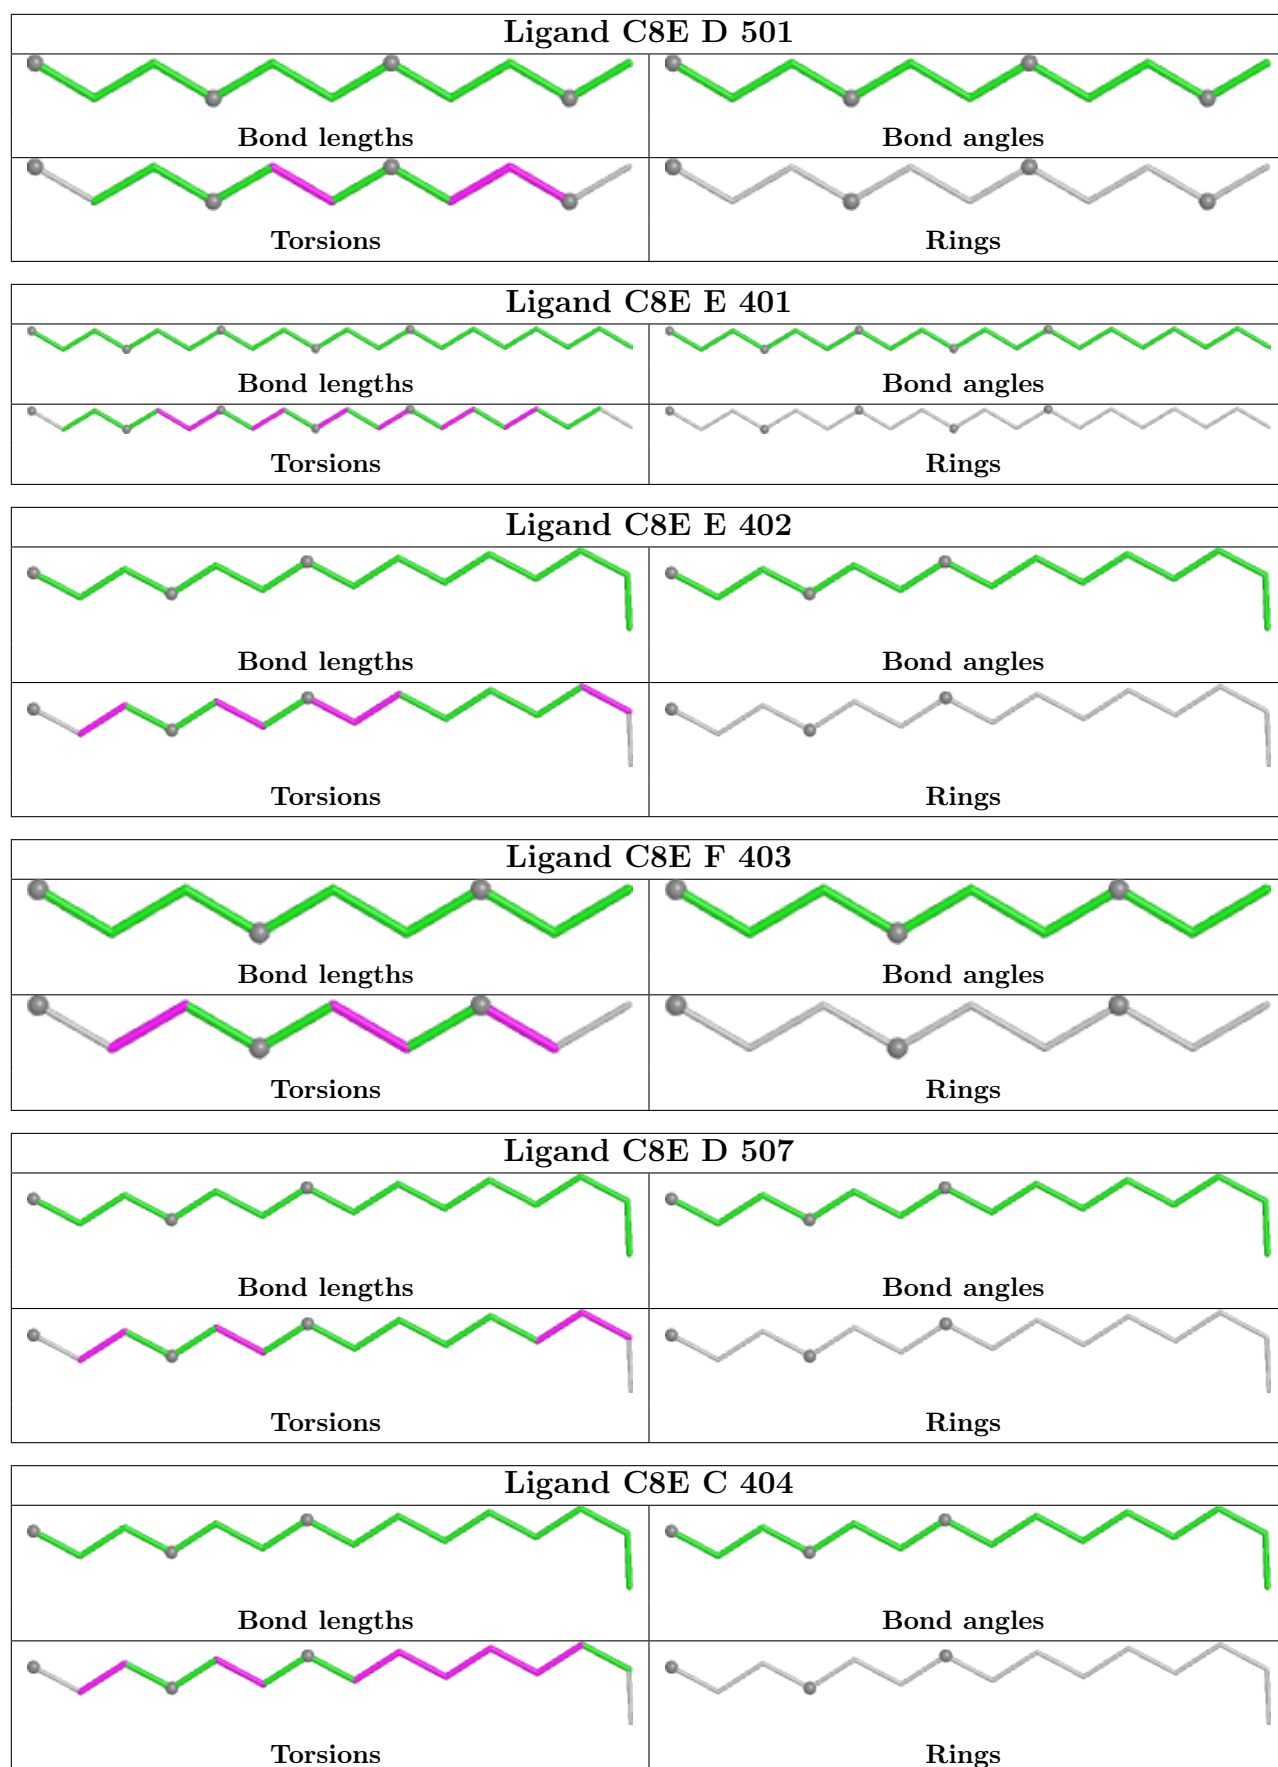 Ligand C8E D 501
Bond lengths
Bond angles
Torsions
Rings
Ligand C8E E 401
Bond lengths
Bond angles
Torsions
Rings
Ligand C8E E 402
Bond lengths
Bond angles
Torsions
Rings
Ligand C8E F 403
Bond lengths
Bond angles
Torsions
Rings
Ligand C8E D 507
Bond lengths
Bond angles
Torsions
Rings
Ligand C8E C 404
Bond lengths
Bond angles
Torsions
Rings